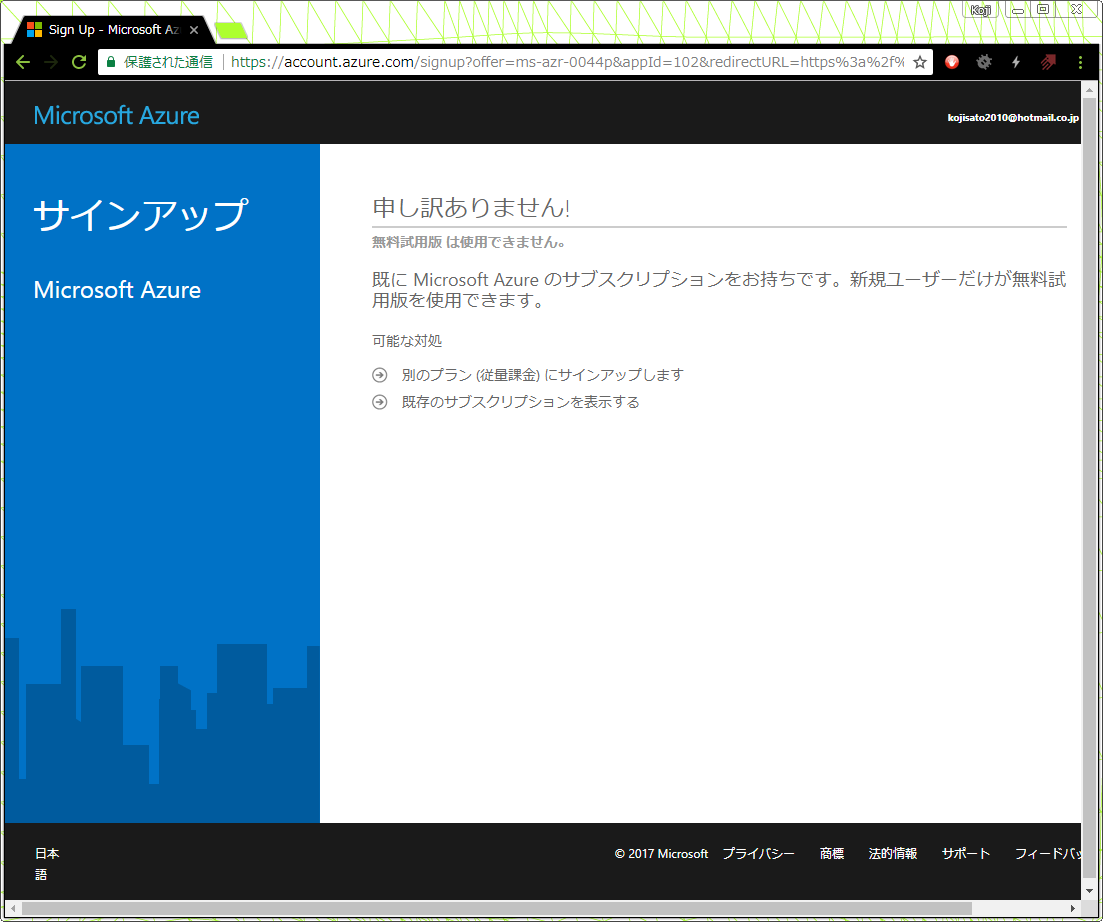 Koji
Sign Up - Microsoft Az
保護された通信 https://account.azure.com/signup?offer=ms-azr-0044p&appId=102&redirectURL=https%3a%2f%
Microsoft Azure
kojisato2010@hotmail.co.jp
サインアップ
Microsoft Azure
申し訳ありません!
無料試用版 は使用できません。
既に Microsoft Azure のサブスクリプションをお持ちです。新規ユーザーだけが無料試
用版を使用できます。
可能な対処
別のプラン (従量課金) にサインアップします
既存のサブスクリプションを表示する
日本
語
© 2017 Microsoft プライバシー 商標 法的情報 サポート フィードバッ